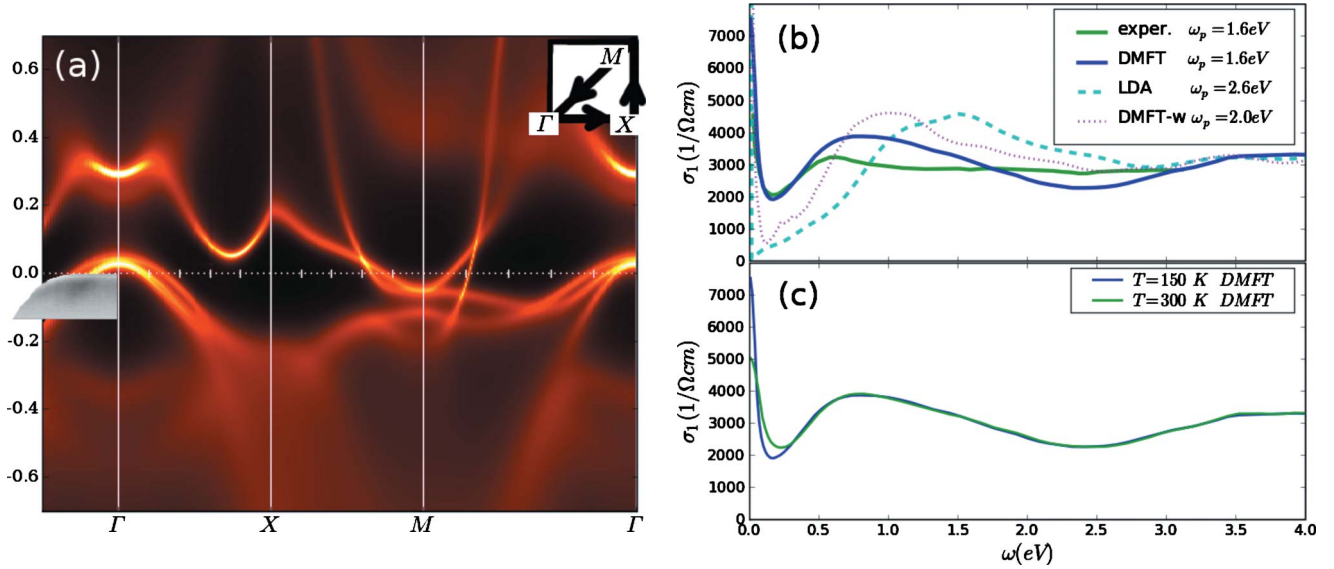 (a)
0.6
0.4
0.2
0.0
-0.2
-0.4
-0.6
M
Γ X
Γ X M Γ
(b)
exper. ω_p = 1.6eV
DMFT ω_p = 1.6eV
LDA ω_p = 2.6eV
DMFT-w ω_p = 2.0eV
σ_1 (1/Ωcm)
7000
6000
5000
4000
3000
2000
1000
0
(c)
T = 150 K DMFT
T = 300 K DMFT
σ_1 (1/Ωcm)
7000
6000
5000
4000
3000
2000
1000
0
0.0 0.5 1.0 1.5 2.0 2.5 3.0 3.5 4.0
ω(eV)